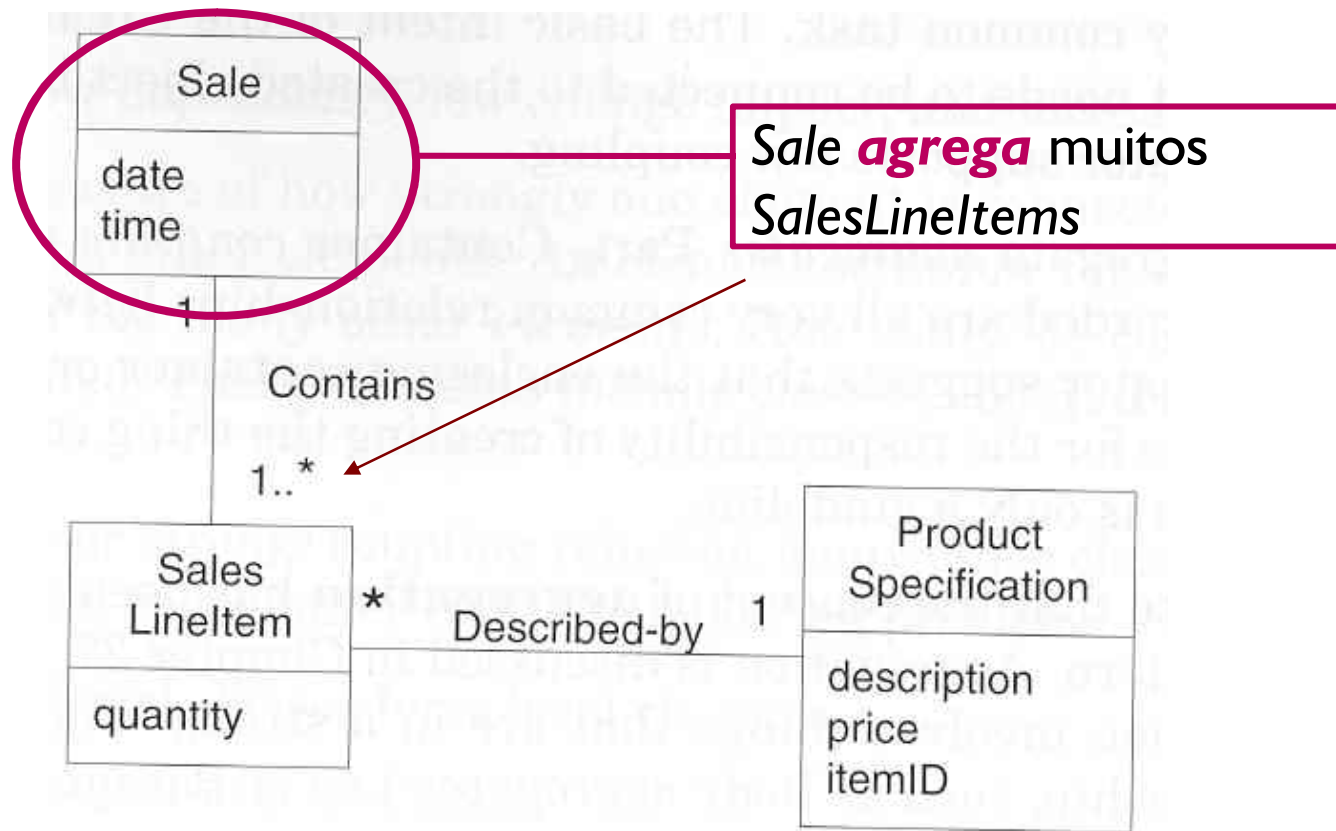 Sale
date
time
Sale agrega muitos
SalesLineItems
1
Contains
1..*
Sales
LineItem
quantity
*
Described-by
1
Product
Specification
description
price
itemID